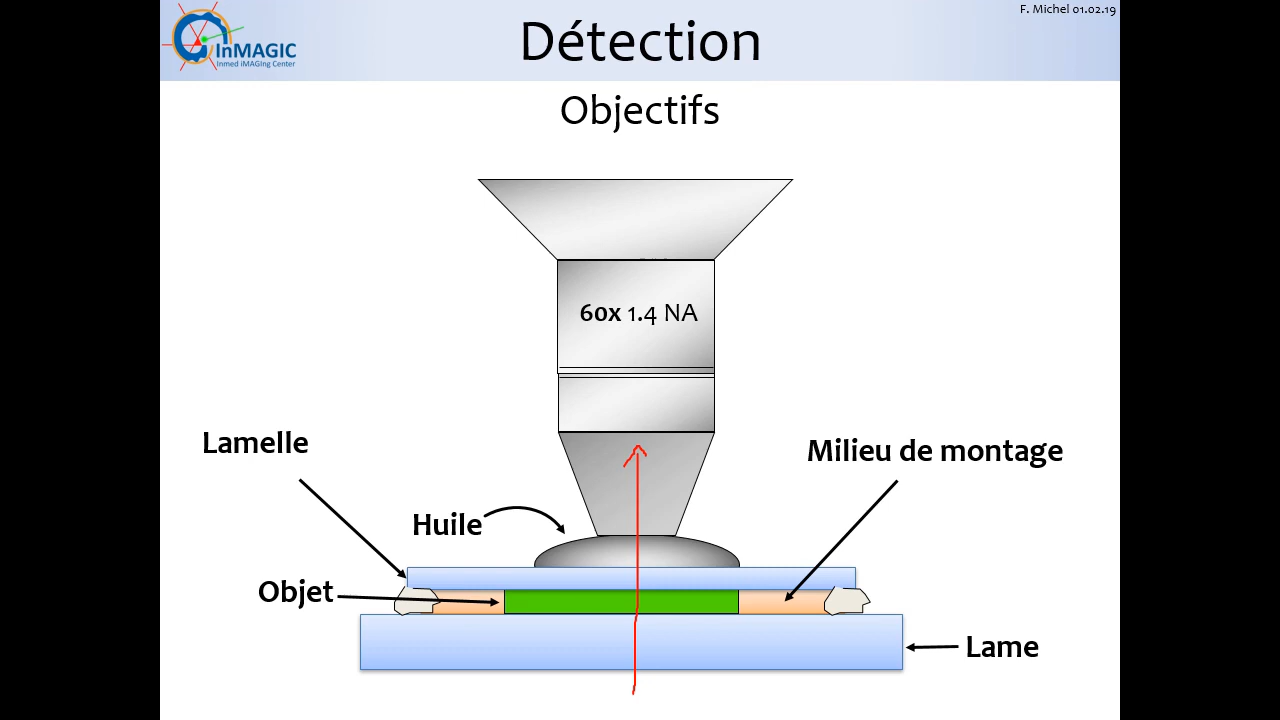 F. Michel 01.02.19
InMAGIC
Inmed iMAGIng Center
Détection
Objectifs
60x 1.4 NA
Lamelle
Milieu de montage
Huile
Objet
Lame